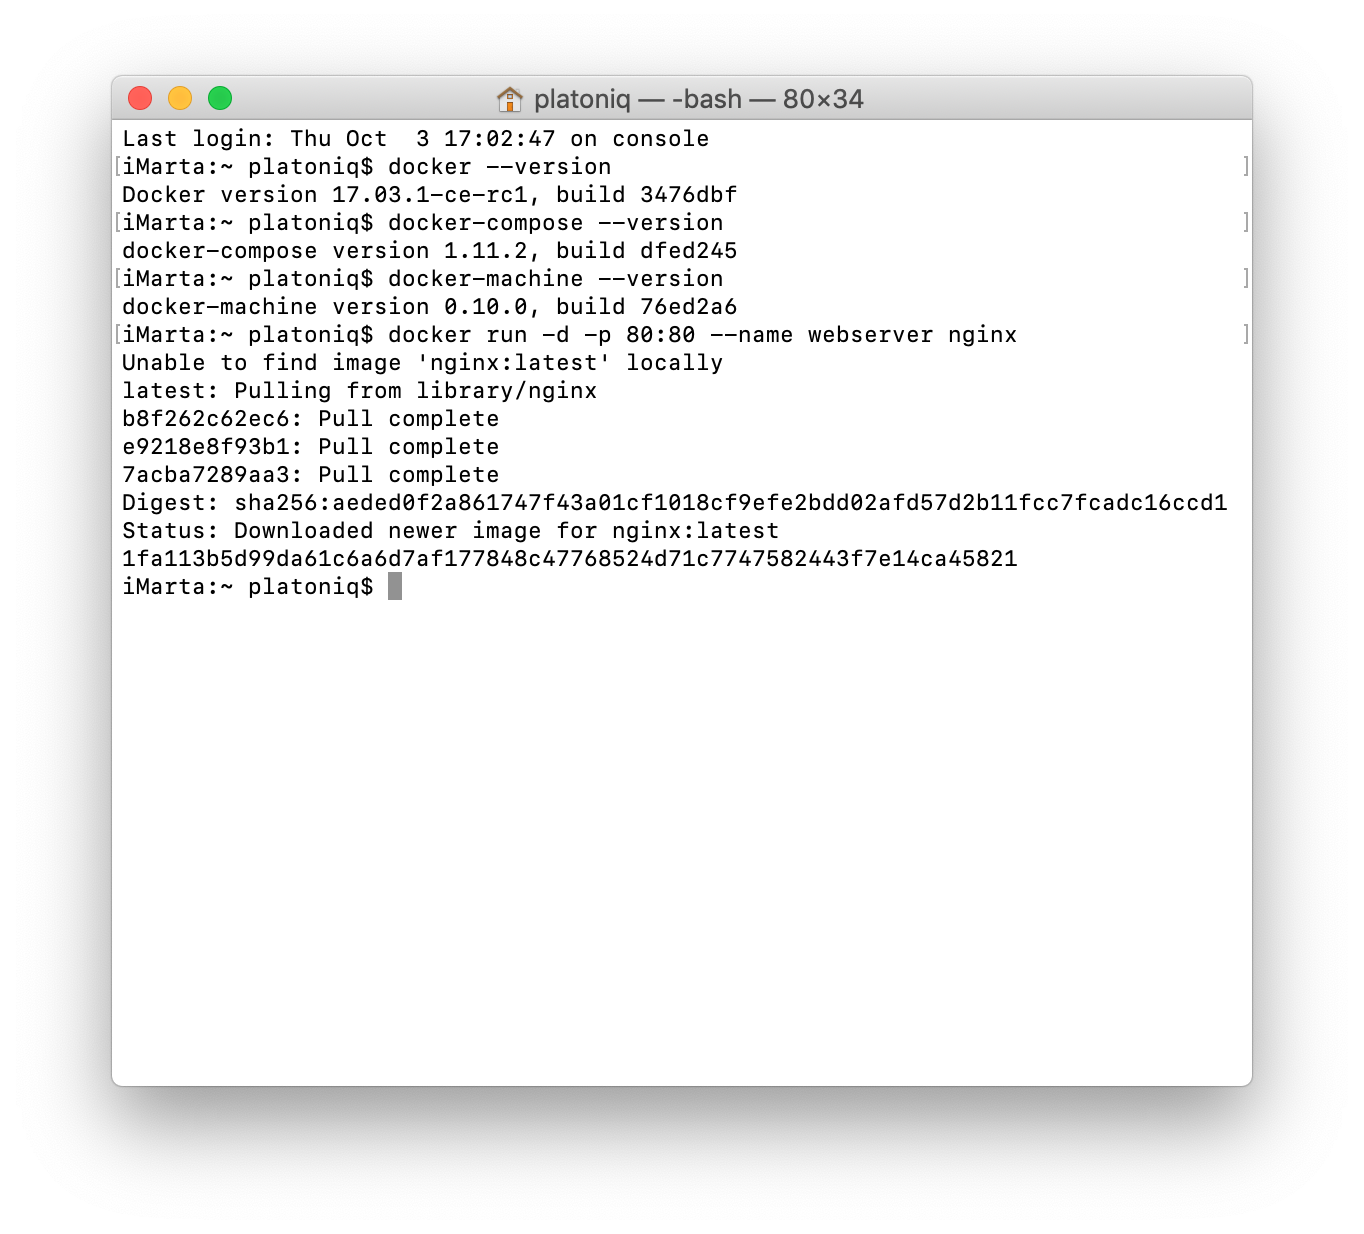 platoniq — -bash — 80×34
Last login: Thu Oct  3 17:02:47 on console
[iMarta:~ platoniq$ docker --version ]
Docker version 17.03.1-ce-rc1, build 3476dbf
[iMarta:~ platoniq$ docker-compose --version ]
docker-compose version 1.11.2, build dfed245
[iMarta:~ platoniq$ docker-machine --version ]
docker-machine version 0.10.0, build 76ed2a6
[iMarta:~ platoniq$ docker run -d -p 80:80 --name webserver nginx ]
Unable to find image 'nginx:latest' locally
latest: Pulling from library/nginx
b8f262c62ec6: Pull complete
e9218e8f93b1: Pull complete
7acba7289aa3: Pull complete
Digest: sha256:aeded0f2a861747f43a01cf1018cf9efe2bdd02afd57d2b11fcc7fcadc16ccd1
Status: Downloaded newer image for nginx:latest
1fa113b5d99da61c6a6d7af177848c47768524d71c7747582443f7e14ca45821
iMarta:~ platoniq$